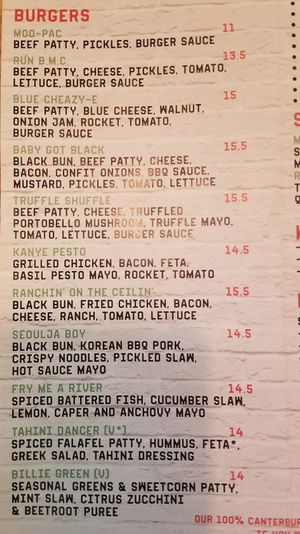 BURGERS
MOO-PAC 11
BEEF PATTY, PICKLES, BURGER SAUCE
RUN B.M.C. 13.5
BEEF PATTY, CHEESE, PICKLES, TOMATO,
LETTUCE, BURGER SAUCE
BLUE CHEAZY-E 15
BEEF PATTY, BLUE CHEESE, WALNUT,
ONION JAM, ROCKET, TOMATO,
BURGER SAUCE
BABY GOT BLACK 15.5
BLACK BUN, BEEF PATTY, CHEESE,
BACON, CONFIT ONIONS, BBQ SAUCE,
MUSTARD, PICKLES, TOMATO, LETTUCE
TRUFFLE SHUFFLE 15.5
BEEF PATTY, CHEESE, TRUFFLED
PORTOBELLO MUSHROOM, TRUFFLE MAYO,
TOMATO, LETTUCE, BURGER SAUCE
KANYE PESTO 14.5
GRILLED CHICKEN, BACON, FETA,
BASIL PESTO MAYO, ROCKET, TOMATO
RANCHIN' ON THE CEILIN' 15.5
BLACK BUN, FRIED CHICKEN, BACON,
CHEESE, RANCH, TOMATO, LETTUCE
SEOULJA BOY 14.5
BLACK BUN, KOREAN BBQ PORK,
CRISPY NOODLES, PICKLED SLAW,
HOT SAUCE MAYO
FRY ME A RIVER 14.5
SPICED BATTERED FISH, CUCUMBER SLAW,
LEMON, CAPER AND ANCHOVY MAYO
TAHINI DANCER (V*) 14
SPICED FALAFEL PATTY, HUMMUS, FETA*,
GREEK SALAD, TAHINI DRESSING
BILLIE GREEN (V) 14
SEASONAL GREENS & SWEETCORN PATTY,
MINT SLAW, CITRUS ZUCCHINI
& BEETROOT PUREE
OUR 100% CANTERBUR
IF YOU